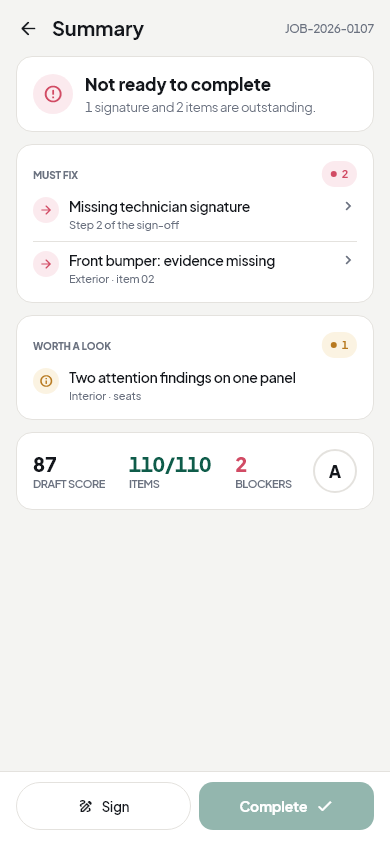 Summary
JOB-2026-0107
Not ready to complete
1 signature and 2 items are outstanding.
MUST FIX
2
Missing technician signature
Step 2 of the sign-off
Front bumper: evidence missing
Exterior · item 02
WORTH A LOOK
1
Two attention findings on one panel
Interior · seats
87
DRAFT SCORE
110/110
ITEMS
2
BLOCKERS
A
Sign
Complete